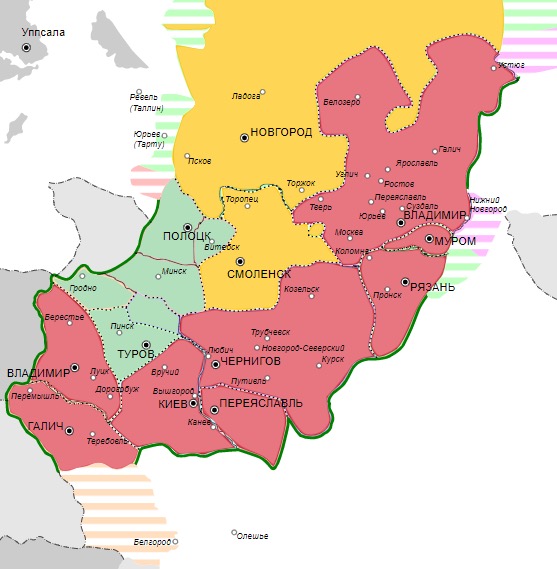 Уппсала
Устюг
Ревель
(Таллин)
Ладога
Белозеро
Юрьев
(Тарту)
НОВГОРОД
Галич
Псков
Ярославль
Углич
Ростов
Торжок
Торопец
Тверь
Переяславль
Суздаль
Нижний
Новгород
Юрьев
ВЛАДИМИР
ПОЛОЦК
Витебск
Москва
МУРОМ
Коломна
Минск
СМОЛЕНСК
РЯЗАНЬ
Гродно
Козельск
Пронск
Берестье
Пинск
Трубчевск
ТУРОВ
Любич
Новгород-Северский
ЧЕРНИГОВ
Курск
ВЛАДИМИР
Луцк
Вручий
Путивль
Перемышль
Дорогобуж
Вышгород
КИЕВ
ПЕРЕЯСЛАВЛЬ
ГАЛИЧ
Теребовль
Канев
Олешье
Белгород